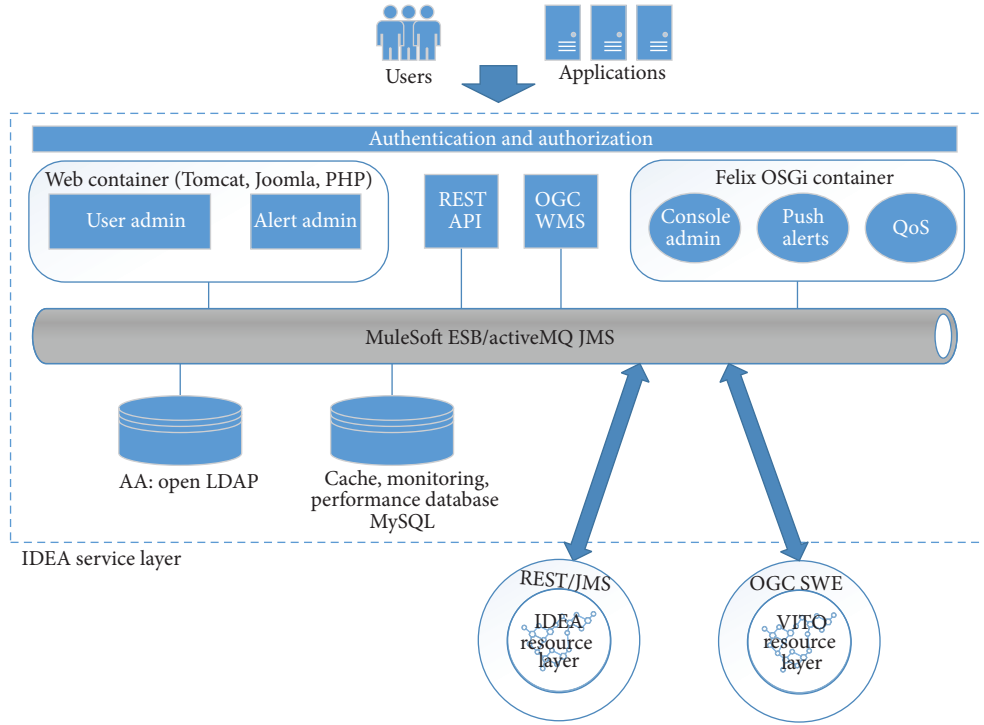 Users
Applications
Authentication and authorization
Web container (Tomcat, Joomla, PHP)
User admin
Alert admin
REST
API
OGC
WMS
Felix OSGi container
Console
admin
Push
alerts
QoS
MuleSoft ESB/activeMQ JMS
AA: open LDAP
Cache, monitoring,
performance database
MySQL
IDEA service layer
REST/JMS
IDEA
resource
layer
OGC SWE
VITO
resource
layer